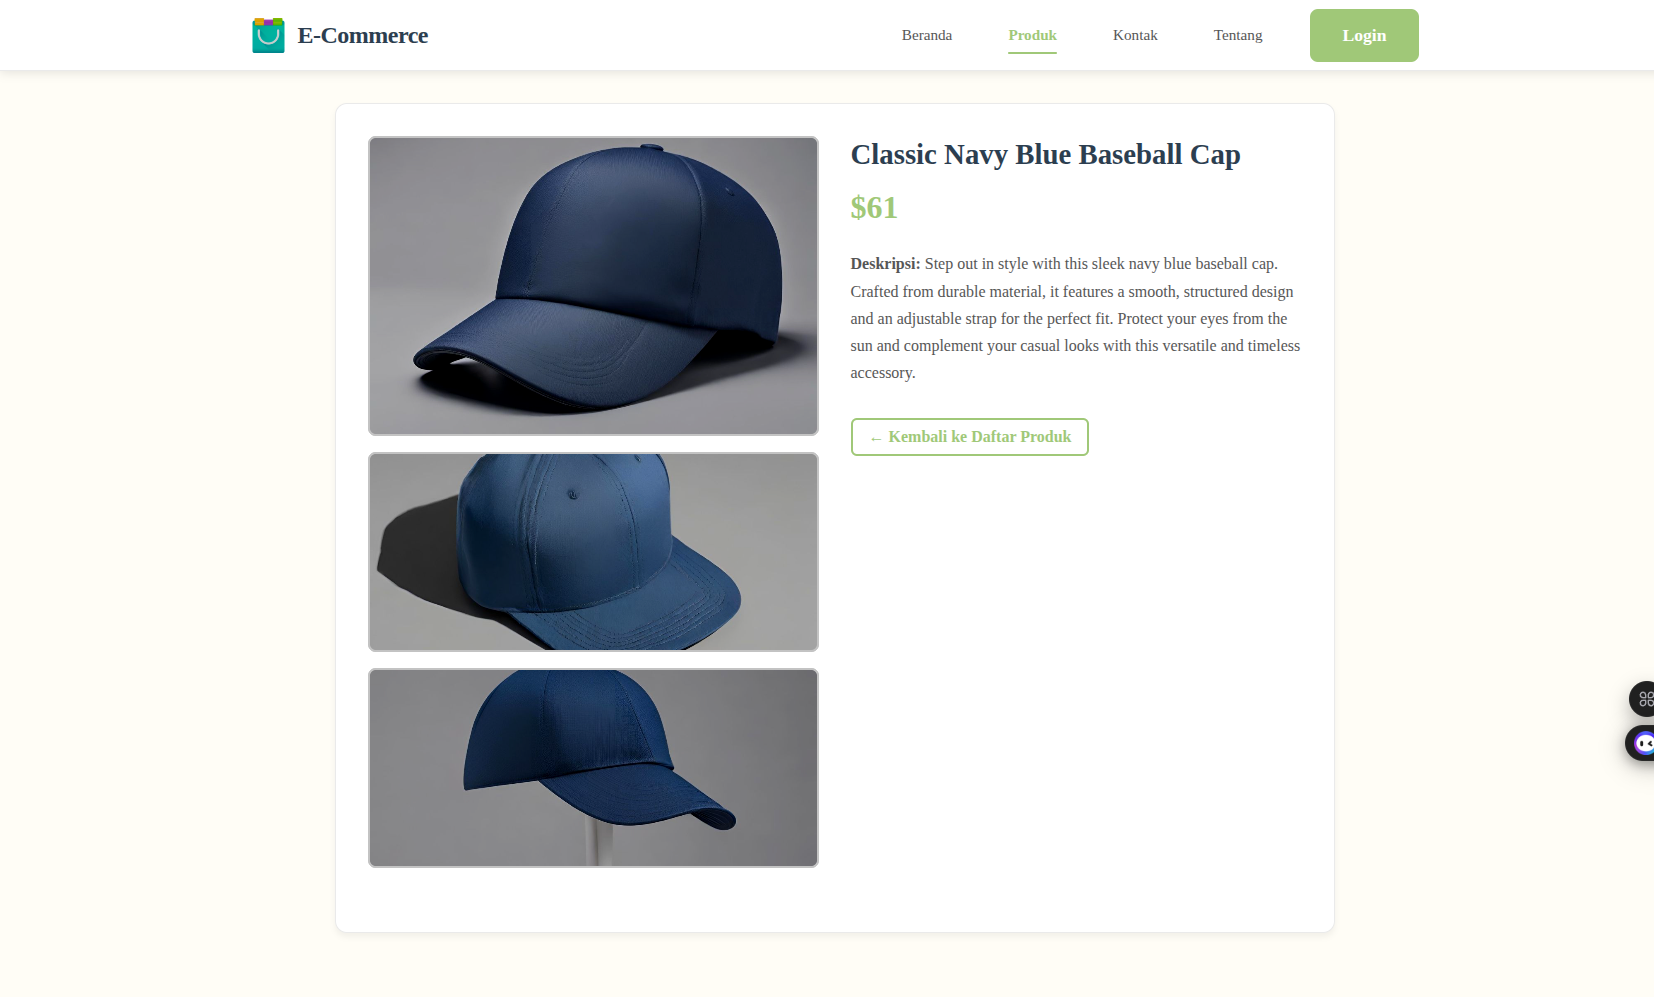 E-Commerce
Beranda
Produk
Kontak
Tentang
Login
Classic Navy Blue Baseball Cap
$61
Deskripsi: Step out in style with this sleek navy blue baseball cap.
Crafted from durable material, it features a smooth, structured design
and an adjustable strap for the perfect fit. Protect your eyes from the
sun and complement your casual looks with this versatile and timeless
accessory.
← Kembali ke Daftar Produk